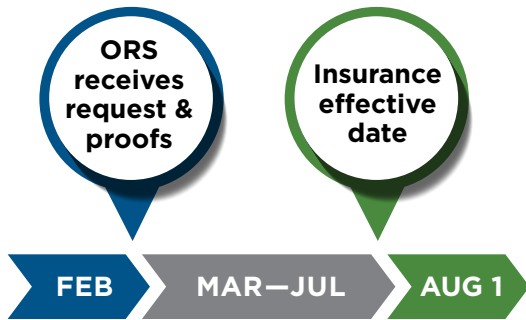 ORS
receives
request &
proofs
Insurance
effective
date
FEB
MAR—JUL
AUG 1